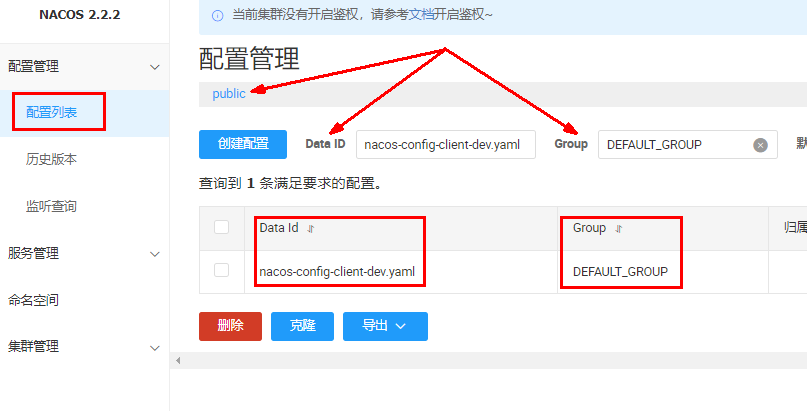 NACOS 2.2.2
当前集群没有开启鉴权，请参考文档开启鉴权~
配置管理
配置管理
public
配置列表
创建配置 Data ID nacos-config-client-dev.yaml Group DEFAULT_GROUP 默
历史版本
查询到 1 条满足要求的配置。
监听查询
Data Id Group 归属
服务管理
nacos-config-client-dev.yaml DEFAULT_GROUP
命名空间
删除 克隆 导出
集群管理